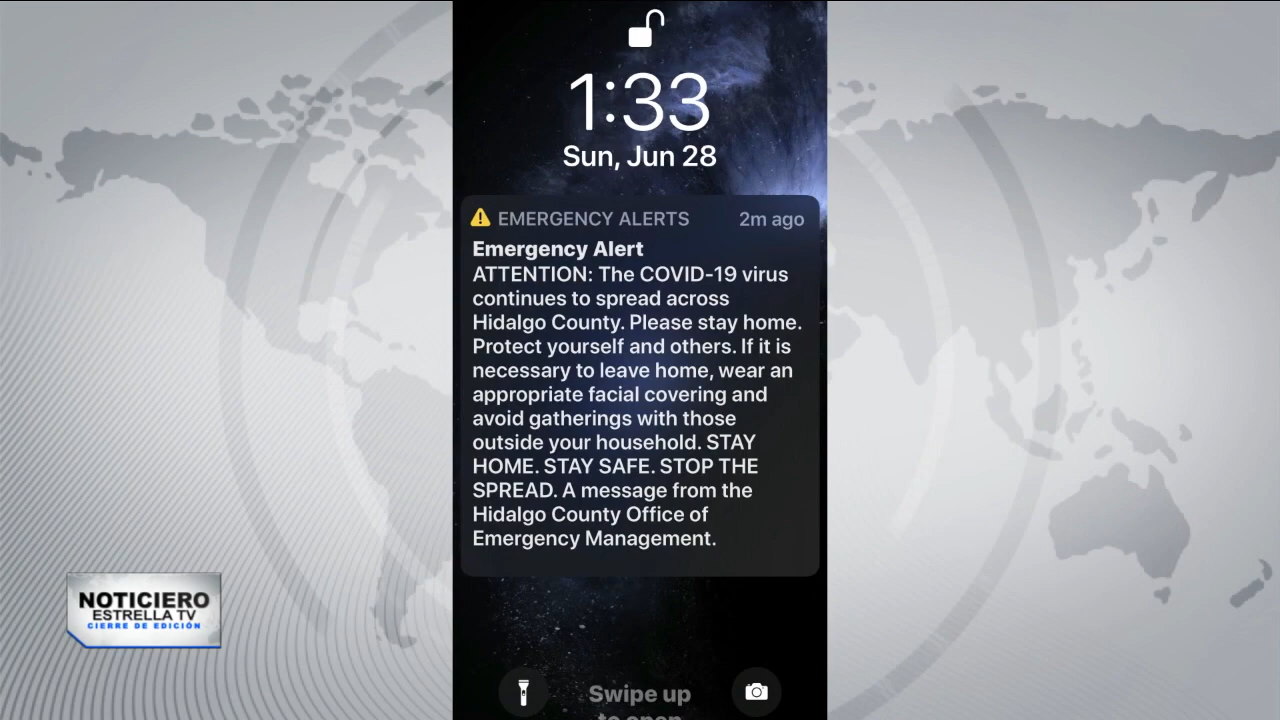 1:33
Sun, Jun 28
EMERGENCY ALERTS 2m ago
Emergency Alert
ATTENTION: The COVID-19 virus
continues to spread across
Hidalgo County. Please stay home.
Protect yourself and others. If it is
necessary to leave home, wear an
appropriate facial covering and
avoid gatherings with those
outside your household. STAY
HOME. STAY SAFE. STOP THE
SPREAD. A message from the
Hidalgo County Office of
Emergency Management.
NOTICIERO
ESTRELLA TV
CIERRE DE EDICIÓN
Swipe up
to open